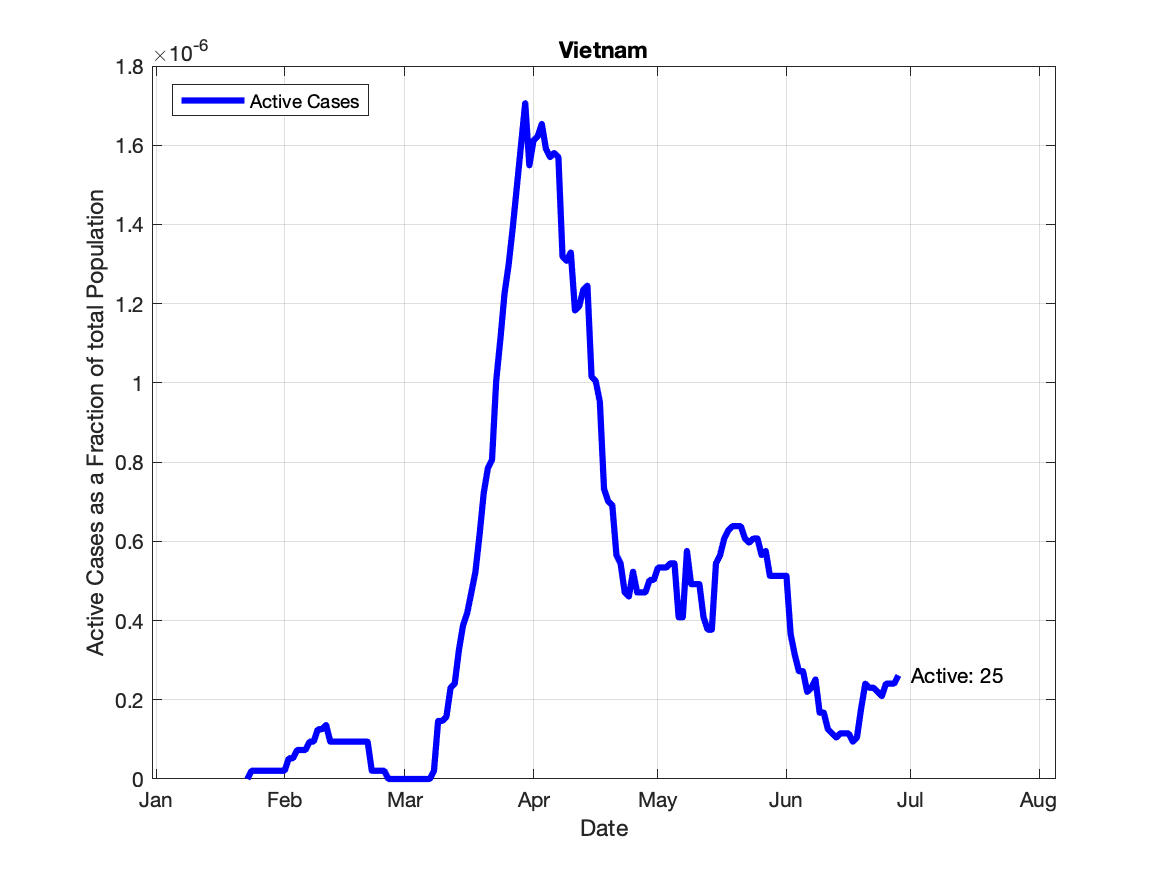 Vietnam
×10-6
1.8
1.6
1.4
1.2
1
0.8
0.6
0.4
0.2
0
Active Cases as a Fraction of total Population
Active Cases
Active: 25
Jan Feb Mar Apr May Jun Jul Aug
Date